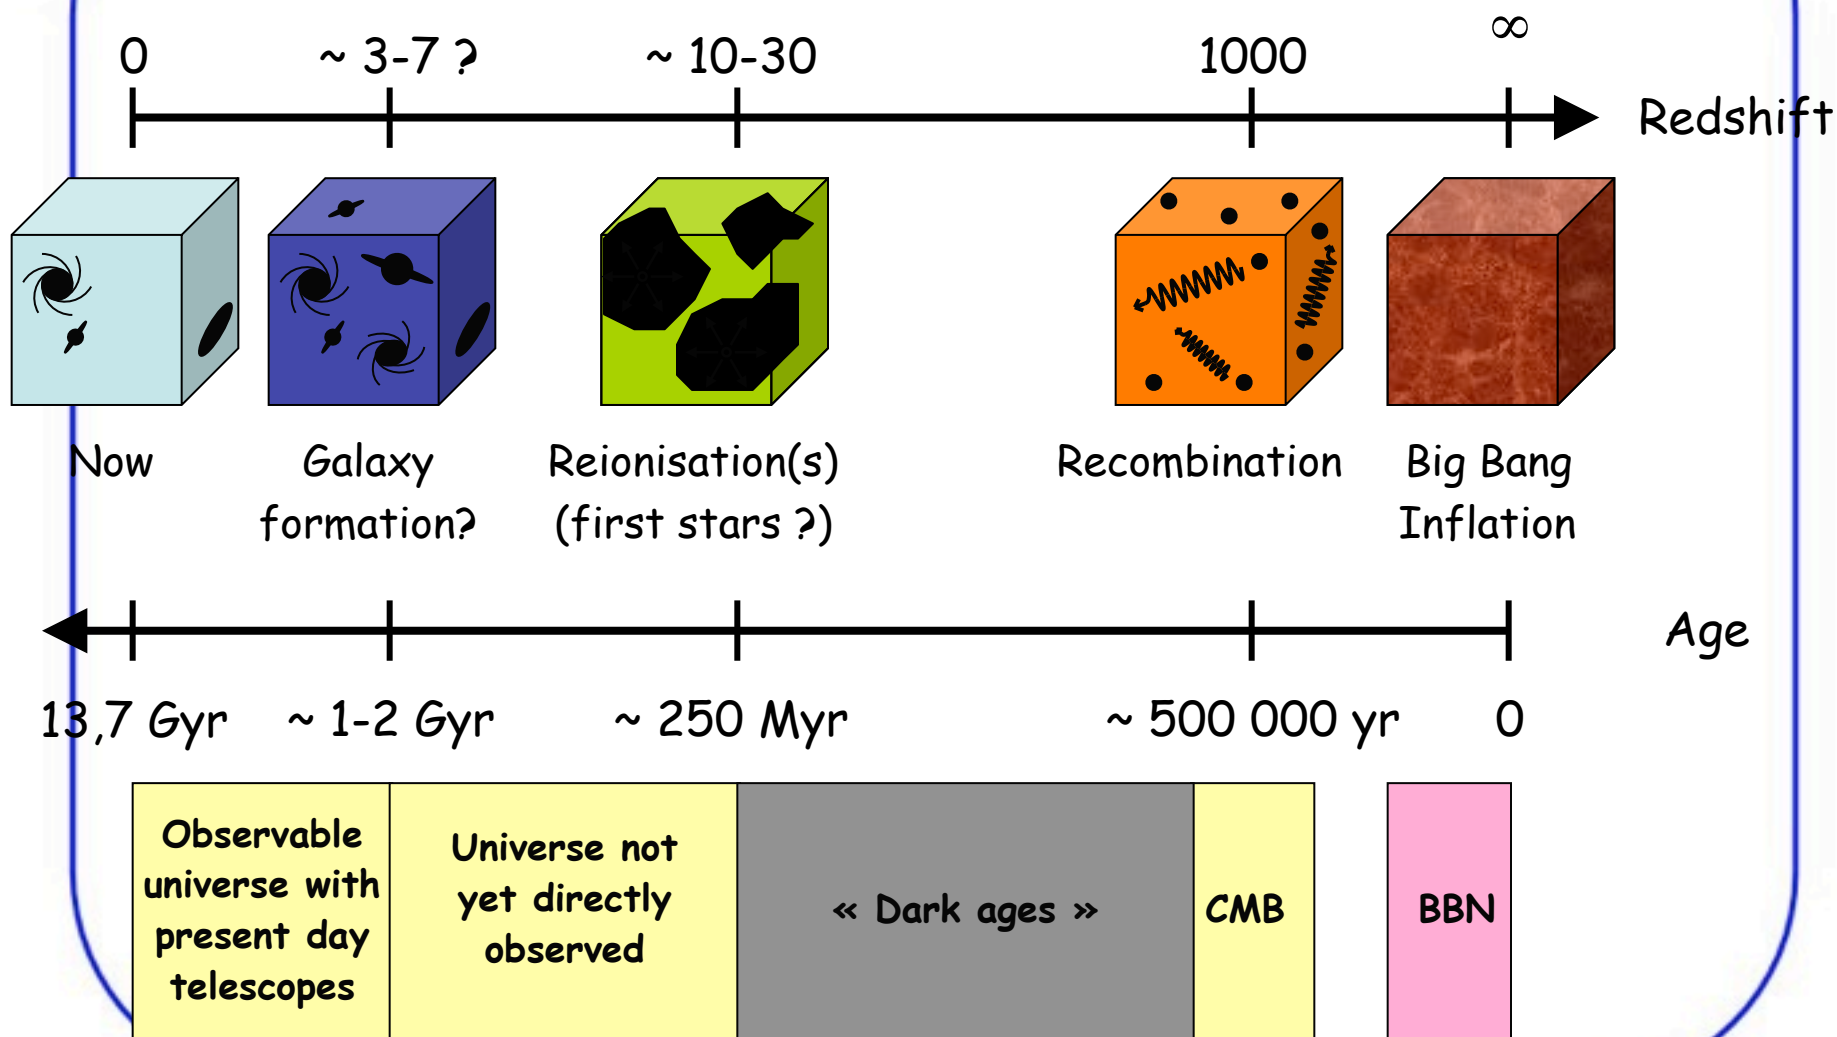 0 ~ 3-7 ? ~ 10-30 1000 ∞
Redshift
Now Galaxy Reionisation(s) Recombination Big Bang
formation? (first stars ?) Inflation
Age
13,7 Gyr ~ 1-2 Gyr ~ 250 Myr ~ 500 000 yr 0
Observable
universe with
present day
telescopes
Universe not
yet directly
observed
« Dark ages »
CMB
BBN